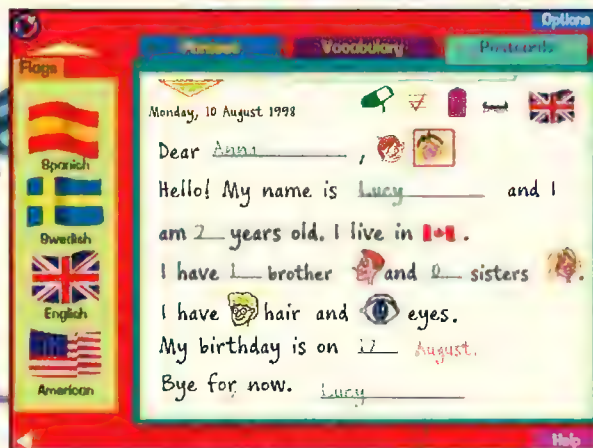 Options
Vocabulary
Postcards
Flags
Spanish
Swedish
English
American
Monday, 10 August 1998
Dear Anna,
Hello! My name is Lucy and I
am 2 years old. I live in
I have 1 brother and 0 sisters.
I have hair and eyes.
My birthday is on 17 August.
Bye for now. Lucy
Help